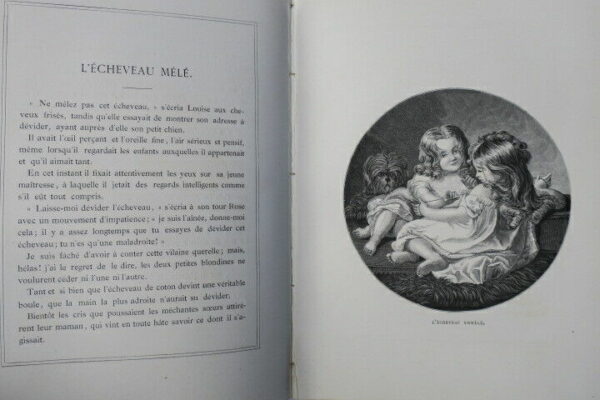 L'ÉCHEVEAU MÊLÉ.
« Ne mêlez pas cet écheveau, » s'écria Louise aux che-
veux frisés, tandis qu'elle essayait de montrer son adresse à
dévider, ayant auprès d'elle son petit chien.
Il avait l'œil perçant et l'oreille fine, l'air sérieux et pensif,
même lorsqu'il regardait les enfants auxquelles il appartenait
et qu'il aimait tant.
En cet instant il fixait attentivement les yeux sur sa jeune
maîtresse, à laquelle il jetait des regards intelligents comme
s'il eût tout compris.
« Laisse-moi dévider l'écheveau, » s'écria à son tour Rose
avec un mouvement d'impatience; « je suis l'aînée, donne-moi
cela; il y a assez longtemps que tu essayes de dévider cet
écheveau; tu n'es qu'une maladroite! »
Je suis fâché d'avoir à conter cette vilaine querelle; mais,
hélas! j'ai le regret de le dire, les deux petites blondines ne
voulurent céder ni l'une ni l'autre.
Tant et si bien que l'écheveau de coton devint une véritable
boule, que la main la plus adroite n'aurait su dévider.
Bientôt les cris que poussaient les méchantes sœurs attirè-
rent leur maman, qui vint en toute hâte savoir ce dont il s'a-
gissait.
L'ÉCHEVEAU